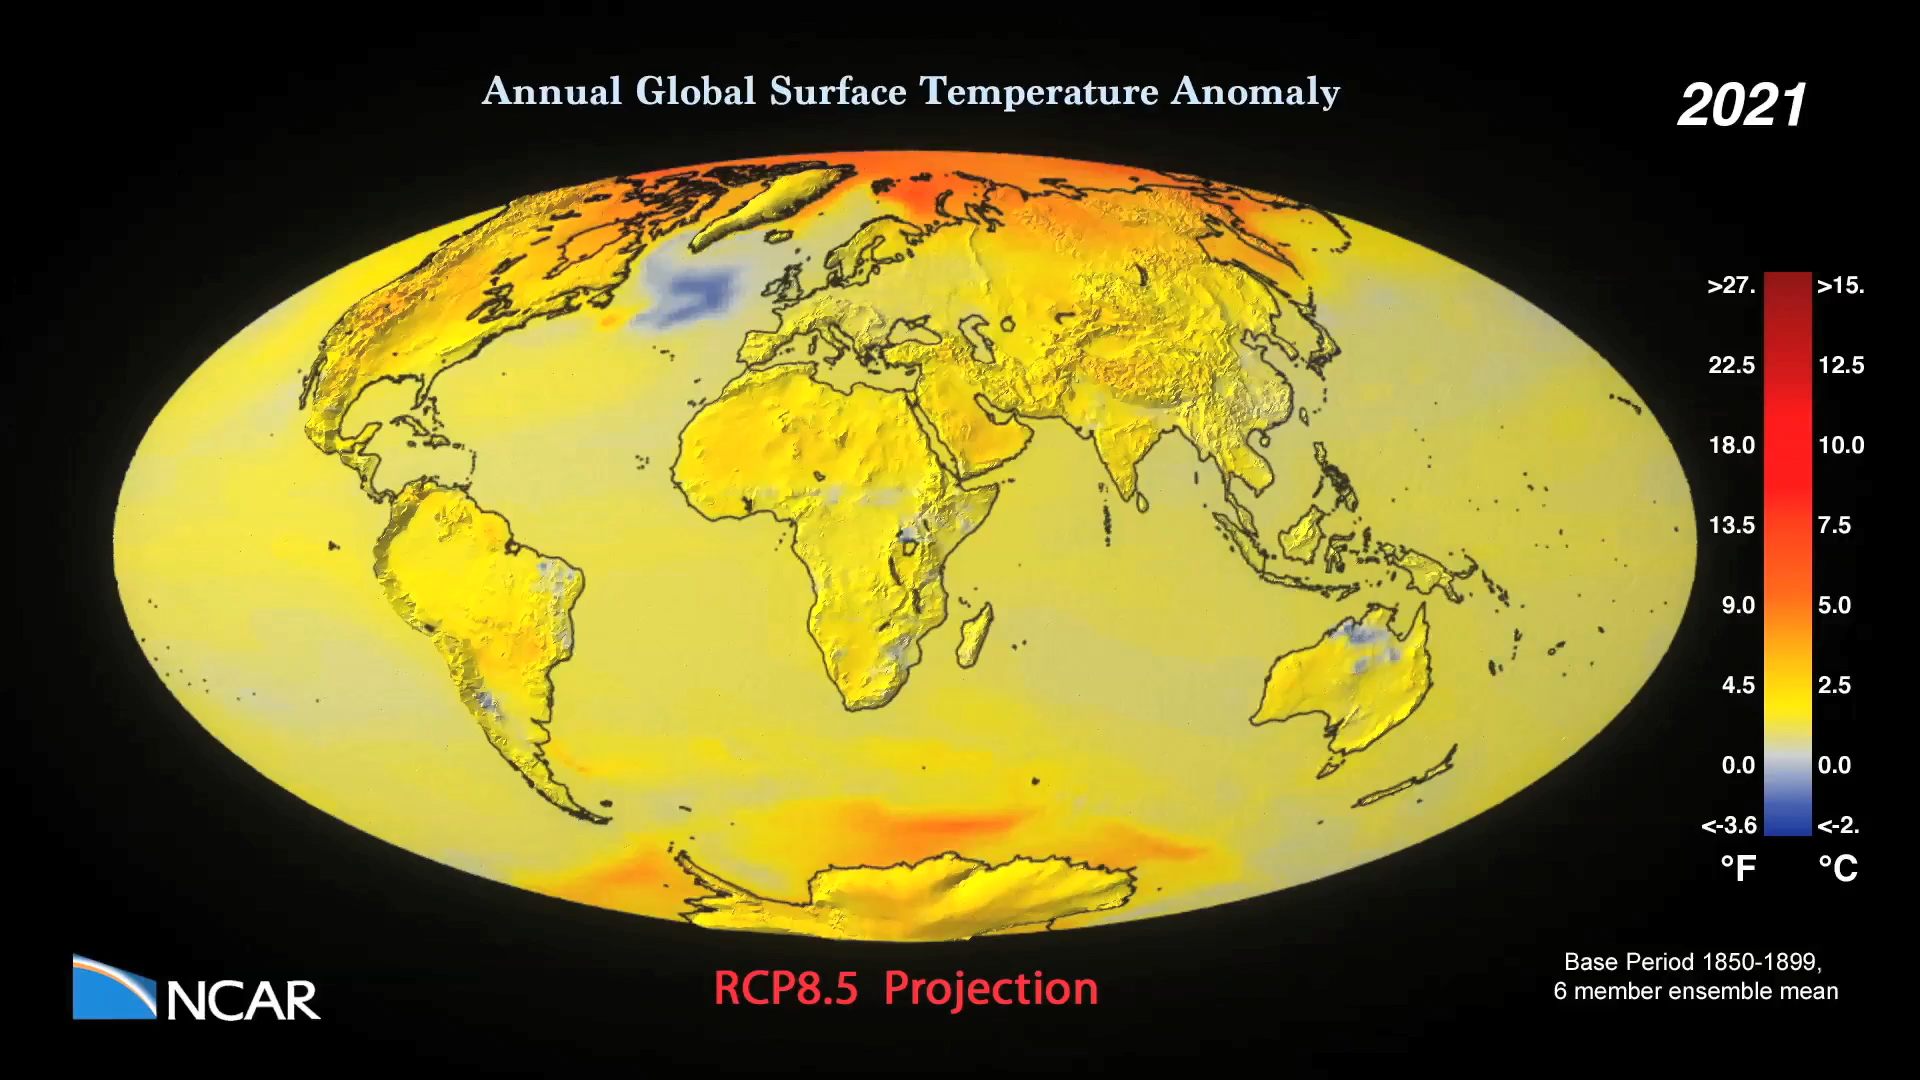 Annual Global Surface Temperature Anomaly
2021
>27. >15.
22.5 12.5
18.0 10.0
13.5 7.5
9.0 5.0
4.5 2.5
0.0 0.0
<-3.6 <-2.
°F °C
NCAR
RCP8.5 Projection
Base Period 1850-1899,
6 member ensemble mean